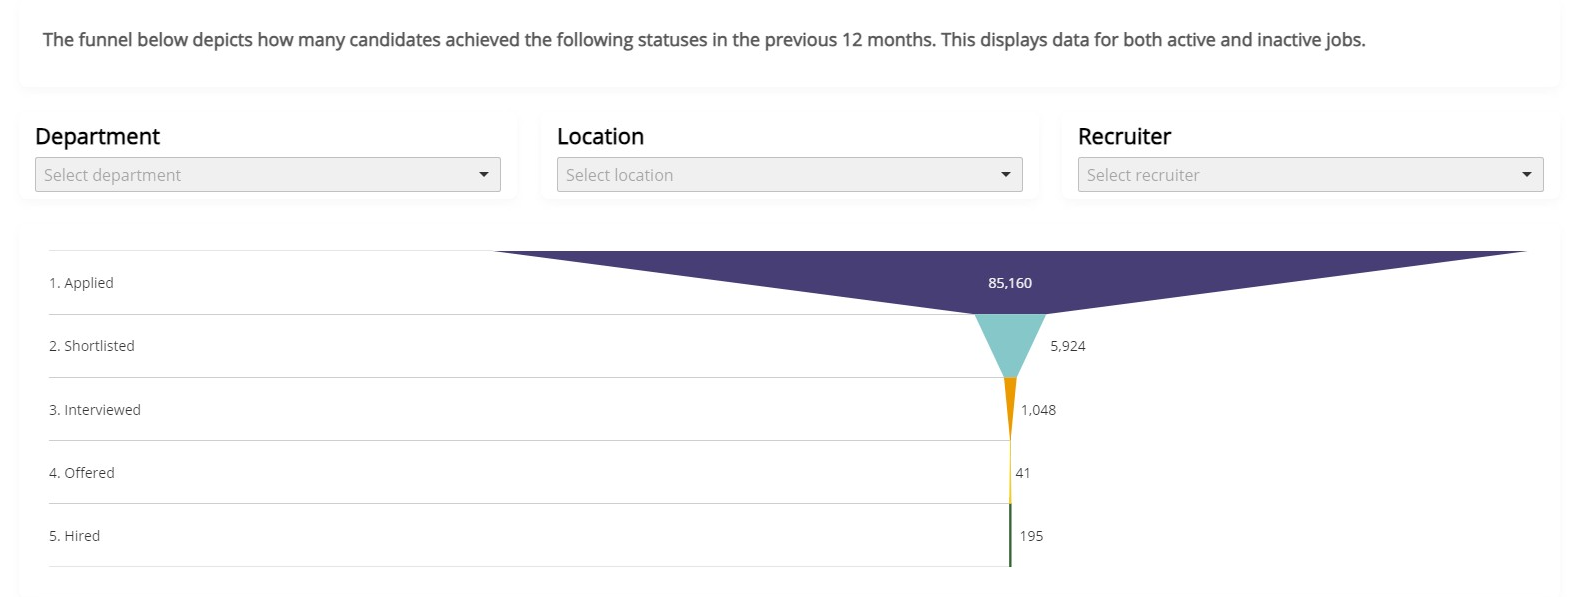 The funnel below depicts how many candidates achieved the following statuses in the previous 12 months. This displays data for both active and inactive jobs.
Department
Select department
Location
Select location
Recruiter
Select recruiter
1. Applied
85,160
2. Shortlisted
5,924
3. Interviewed
1,048
4. Offered
41
5. Hired
195